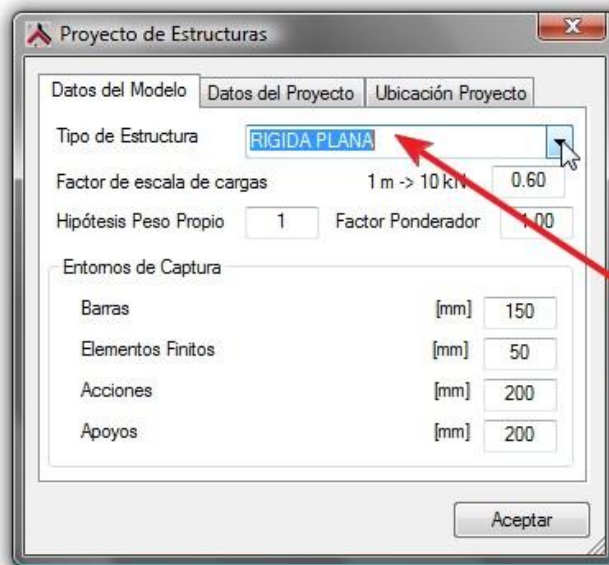 Proyecto de Estructuras
Datos del Modelo Datos del Proyecto Ubicación Proyecto
Tipo de Estructura RIGIDA PLANA
Factor de escala de cargas 1 m -> 10 kN 0.60
Hipótesis Peso Propio 1 Factor Ponderador 1.00
Entornos de Captura
Barras [mm] 150
Elementos Finitos [mm] 50
Acciones [mm] 200
Apoyos [mm] 200
Aceptar